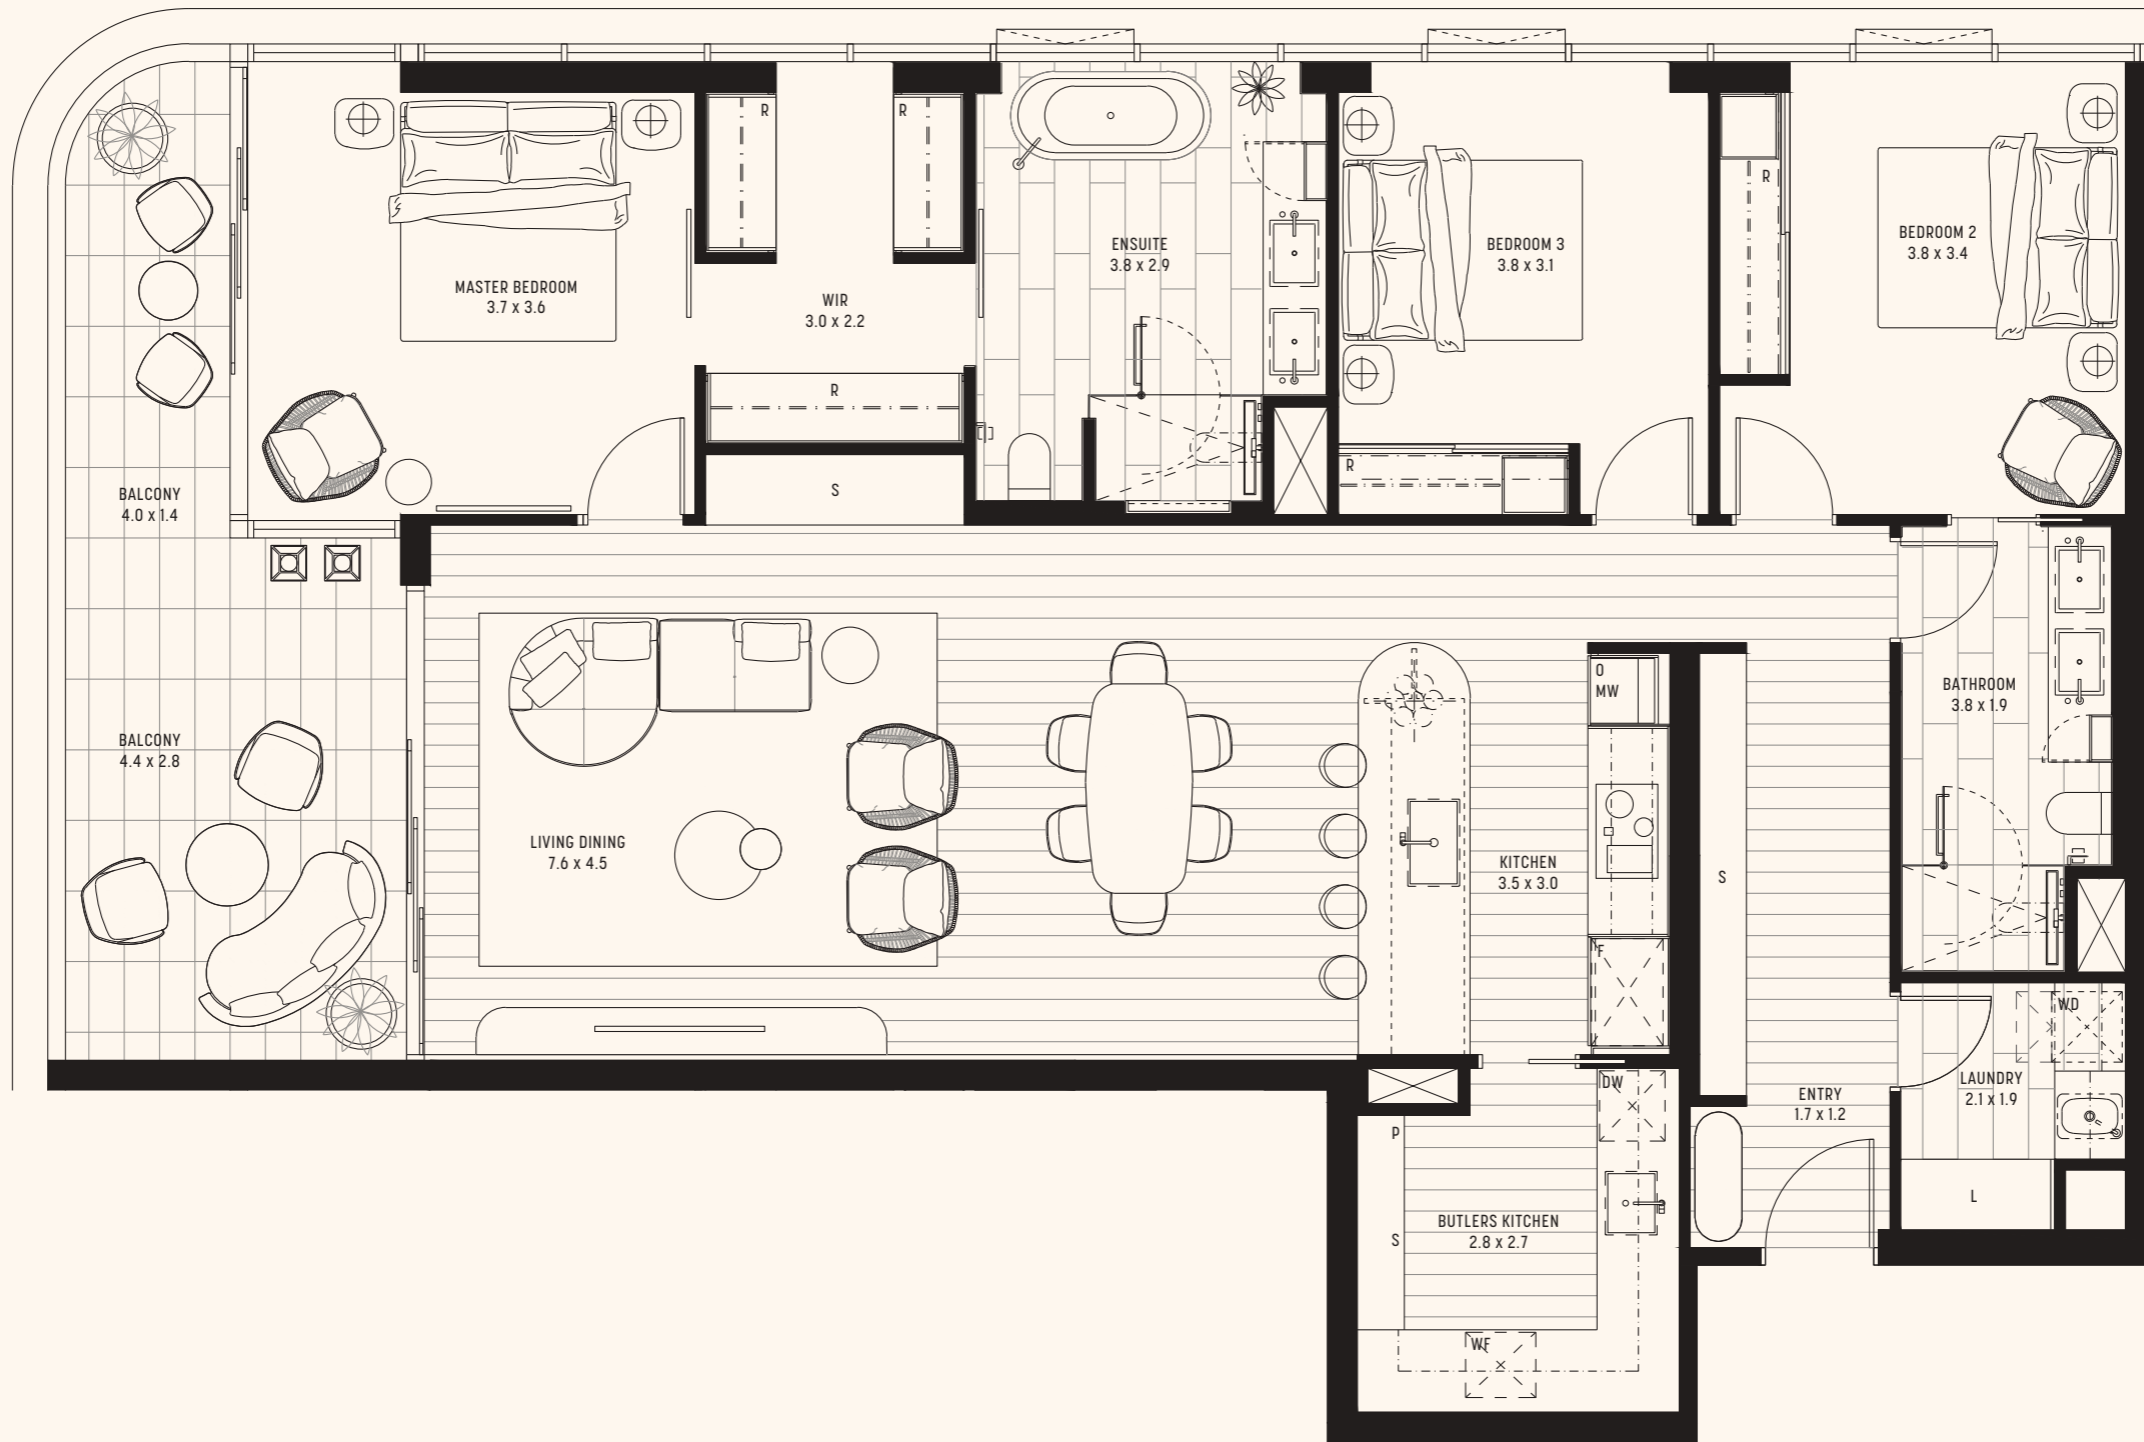 R
R
MASTER BEDROOM
3.7 x 3.6
WIR
3.0 x 2.2
R
S
ENSUITE
3.8 x 2.9
BEDROOM 3
3.8 x 3.1
R
R
BEDROOM 2
3.8 x 3.4
BALCONY
4.0 x 1.4
BALCONY
4.4 x 2.8
LIVING DINING
7.6 x 4.5
O
MW
KITCHEN
3.5 x 3.0
F
S
BATHROOM
3.8 x 1.9
WD
LAUNDRY
2.1 x 1.9
L
ENTRY
1.7 x 1.2
DW
P
S
BUTLERS KITCHEN
2.8 x 2.7
WF